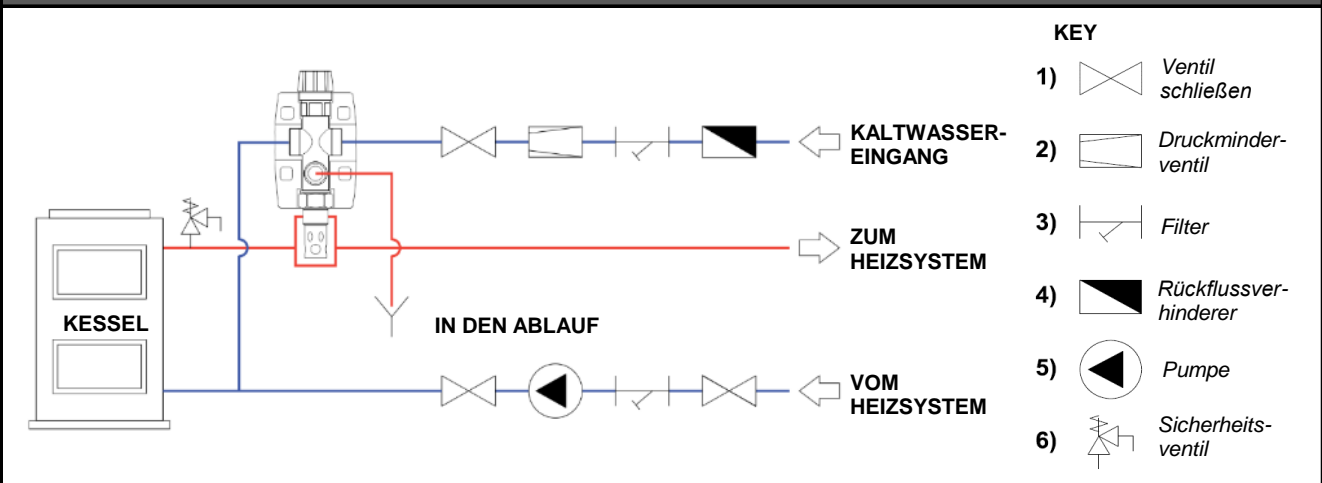 KEY
1) Ventil
schließen
KALTWASSER-
EINGANG
2) Druckminder-
ventil
3) Filter
ZUM
HEIZSYSTEM
4) Rückflussver-
hinderer
KESSEL
IN DEN ABLAUF
5) Pumpe
VOM
HEIZSYSTEM
6) Sicherheits-
ventil